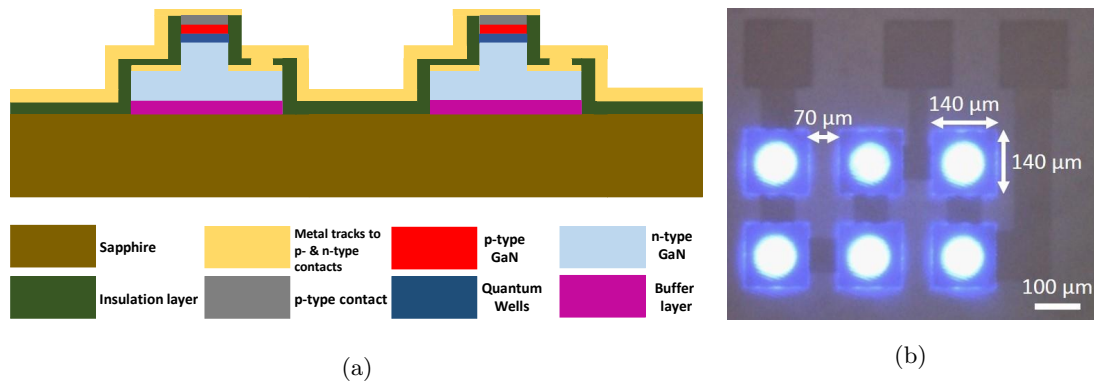 70 µm
140 µm
140 µm
100 µm
Sapphire
Metal tracks to
p- & n-type
contacts
p-type
GaN
n-type
GaN
Insulation layer
p-type contact
Quantum
Wells
Buffer
layer
(a)
(b)